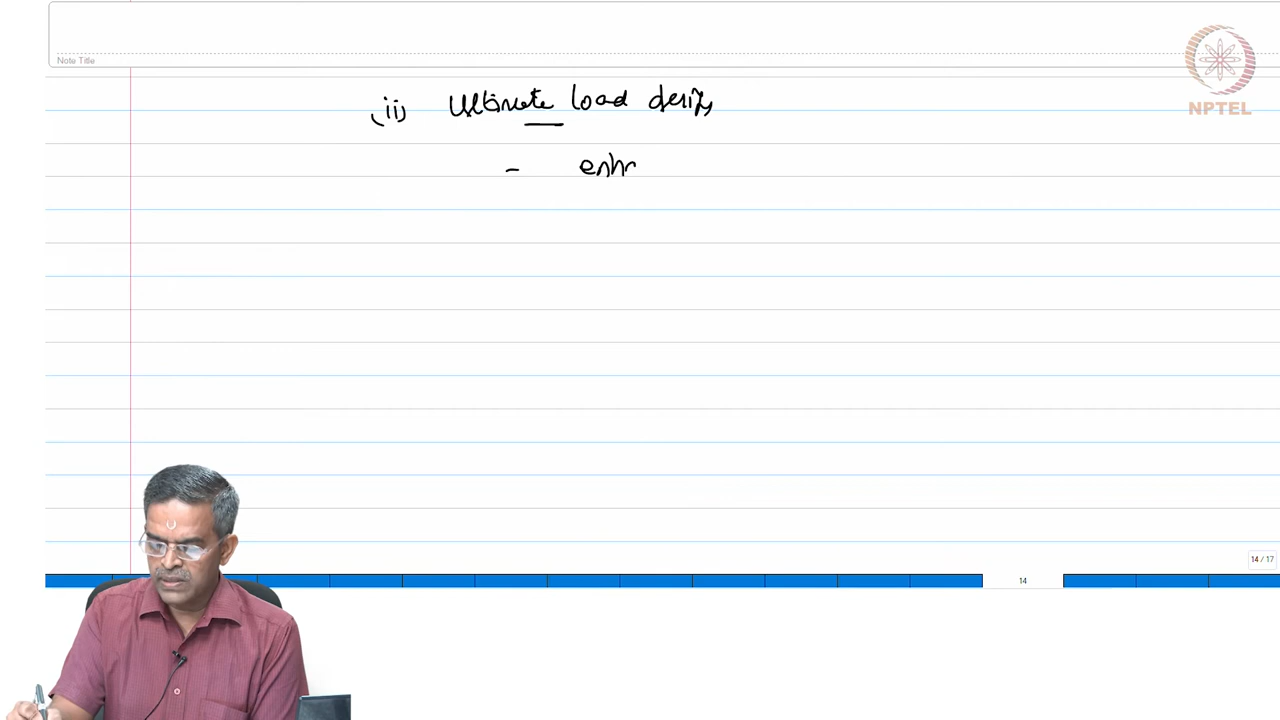 Note Title
NPTEL
(ii) Ultimate load design
- enhr
14 / 17
14